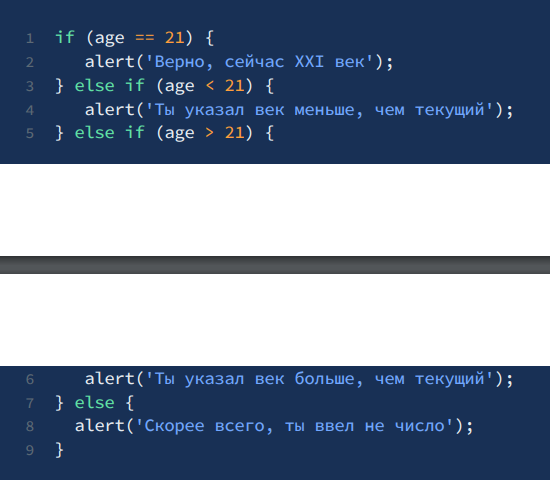 1 if (age == 21) {
2 alert('Верно, сейчас XXI век');
3 } else if (age < 21) {
4 alert('Ты указал век меньше, чем текущий');
5 } else if (age > 21) {
6 alert('Ты указал век больше, чем текущий');
7 } else {
8 alert('Скорее всего, ты ввел не число');
9 }